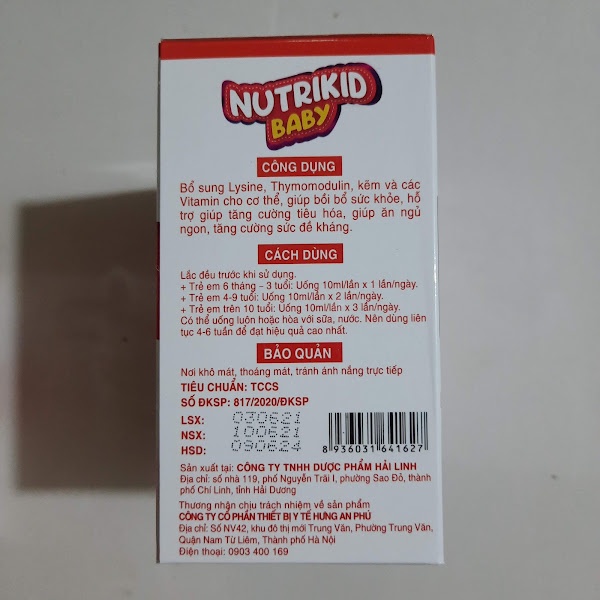 NUTRIKID
BABY
CÔNG DỤNG
Bổ sung Lysine, Thymomodulin, kẽm và các
Vitamin cho cơ thể, giúp bồi bổ sức khỏe, hỗ
trợ giúp tăng cường tiêu hóa, giúp ăn ngủ
ngon, tăng cường sức đề kháng.
CÁCH DÙNG
Lắc đều trước khi sử dụng.
+ Trẻ em 6 tháng - 3 tuổi: Uống 10ml/lần x 1 lần/ngày.
+ Trẻ em 4-9 tuổi: Uống 10ml/lần x 2 lần/ngày.
+ Trẻ em trên 10 tuổi: Uống 10ml/lần x 3 lần/ngày.
Có thể uống luôn hoặc hòa với sữa, nước. Nên dùng liên
tục 4-6 tuần để đạt hiệu quả cao nhất.
BẢO QUẢN
Nơi khô mát, thoáng mát, tránh ánh nắng trực tiếp
TIÊU CHUẨN: TCCS
SỐ ĐKSP: 817/2020/ĐKSP
LSX: 030621
NSX: 100621
HSD: 090624
8 936031 641627
Sản xuất tại: CÔNG TY TNHH DƯỢC PHẨM HẢI LINH
Địa chỉ: số nhà 119, phố Nguyễn Trãi I, phường Sao Đỏ, thành
phố Chí Linh, tỉnh Hải Dương
Thương nhân chịu trách nhiệm về sản phẩm
CÔNG TY CỔ PHẦN THIẾT BỊ Y TẾ HƯNG AN PHÚ
Địa chỉ: Số NV42, khu đô thị mới Trung Văn, Phường Trung Văn,
Quận Nam Từ Liêm, Thành phố Hà Nội
Điện thoại: 0903 400 169